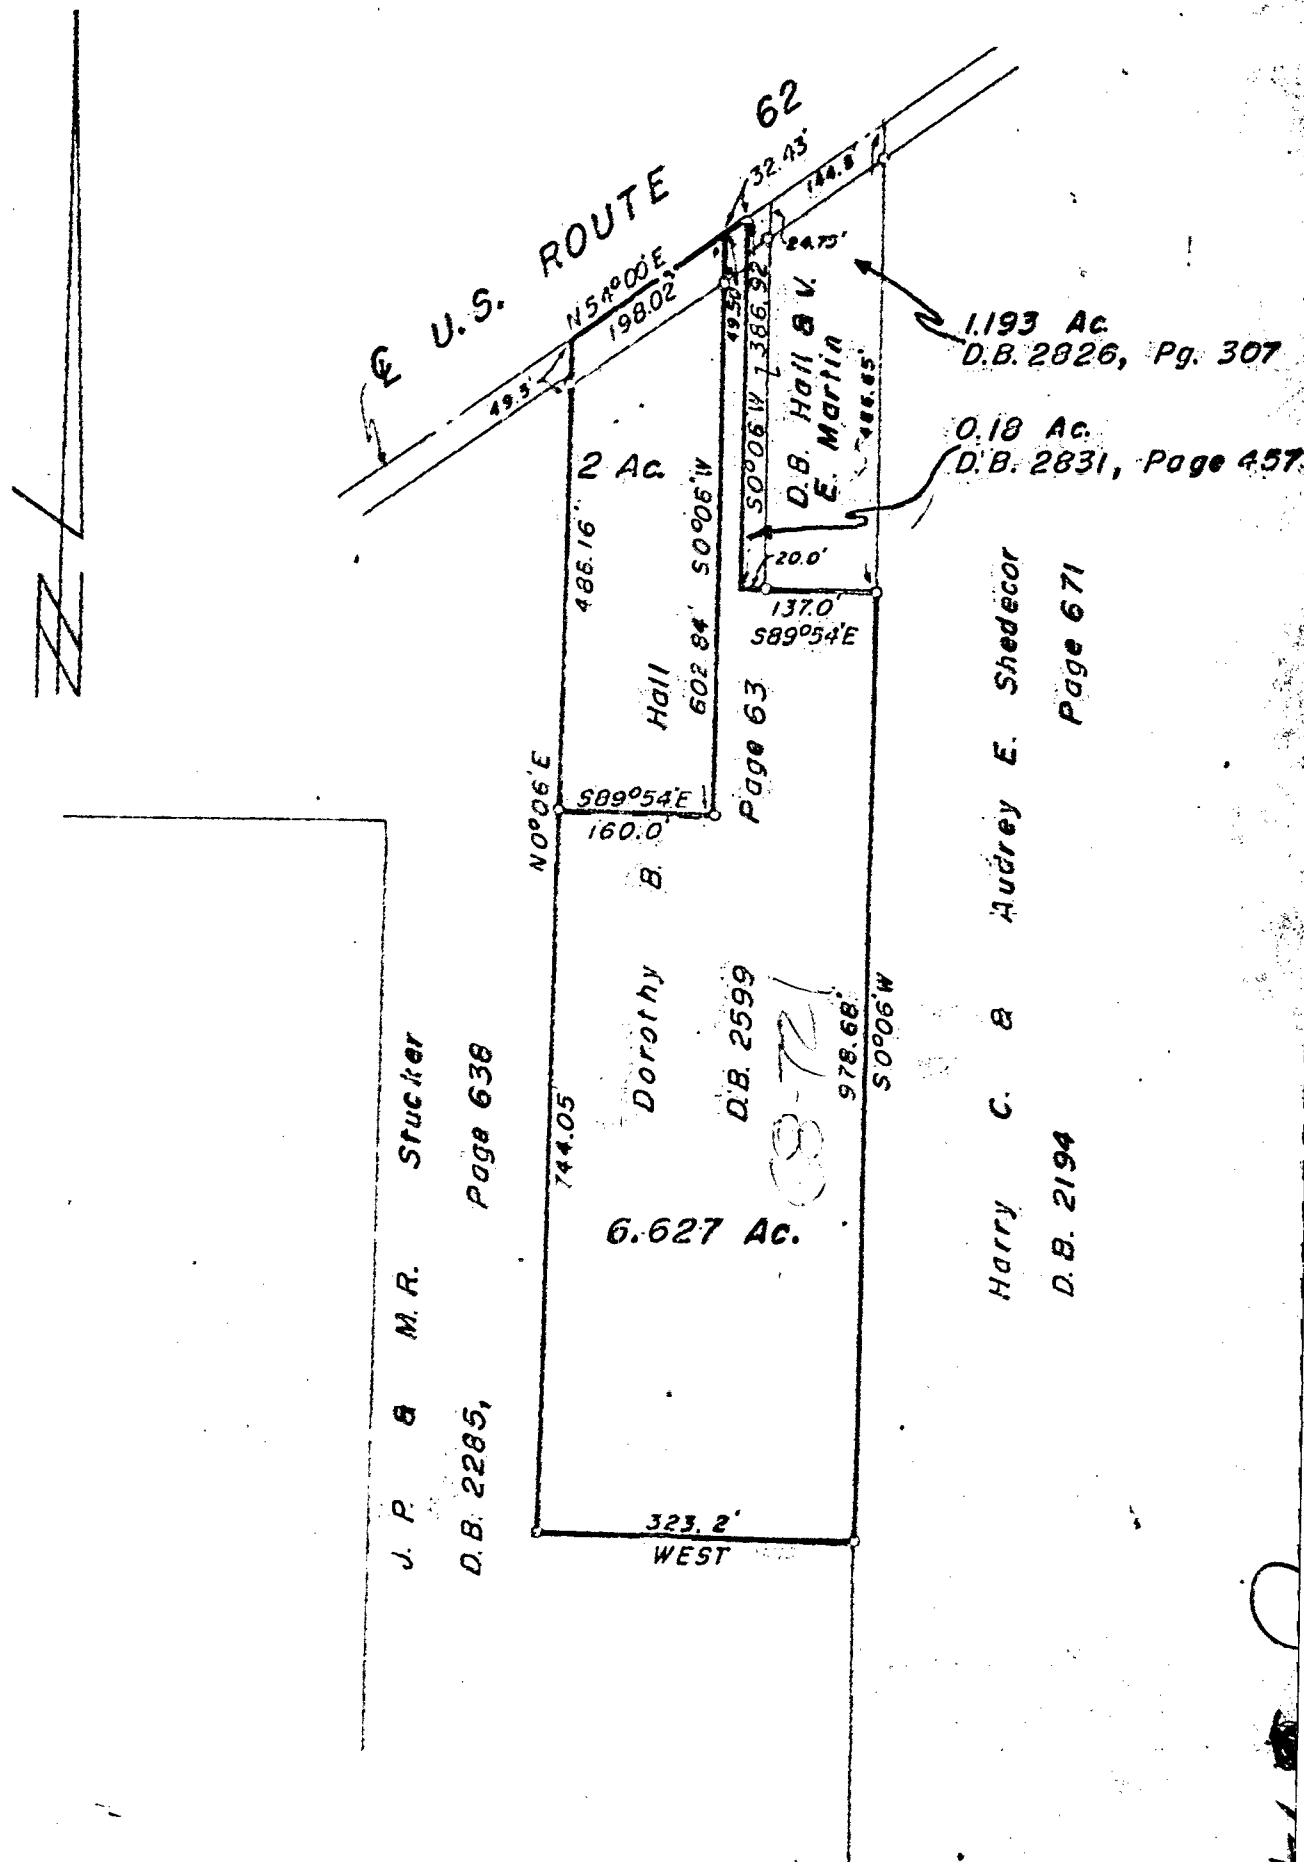 62
U.S. ROUTE
32.43'
144.8'
N54°00'E
198.02'
24.75'
49.5'
49.50'
1.193 Ac.
D.B. 2826, Pg. 307
0.18 Ac.
D.B. 2831, Page 457
2 Ac.
486.16'
S0°06'W
602.84'
S0°06'W 386.92
D.B. Hall & V.
E. Martin
486.65'
20.0'
137.0'
S89°54'E
N0°06'E
S89°54'E
160.0'
Dorothy B. Hall
D.B. 2599 Page 63
744.05'
978.68'
S0°06'W
6.627 Ac.
323.2'
WEST
J. P. & M. R. Stucker
D.B. 2285, Page 638
Harry C. & Audrey E. Shedecor
D.B. 2194 Page 671